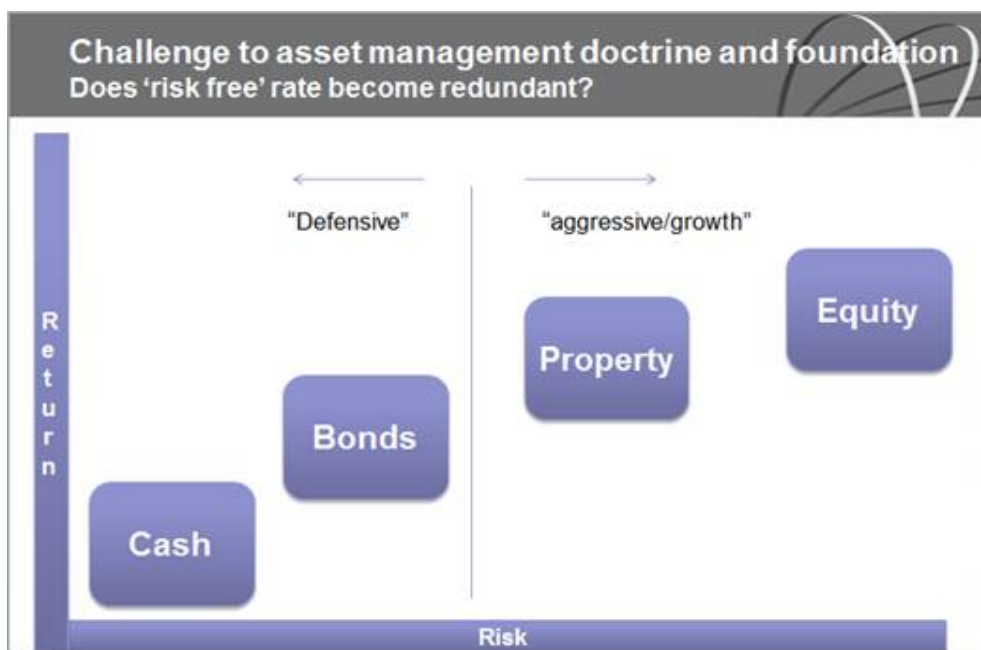 Challenge to asset management doctrine and foundation
Does ‘risk free’ rate become redundant?
“Defensive”
“aggressive/growth”
Return
Equity
Property
Bonds
Cash
Risk